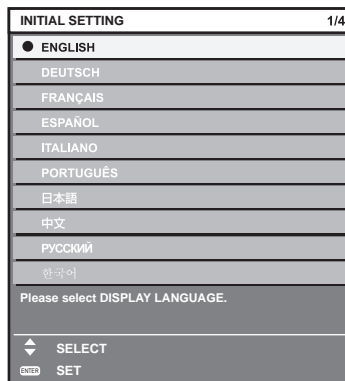 INITIAL SETTING 1/4
ENGLISH
DEUTSCH
FRANÇAIS
ESPAÑOL
ITALIANO
PORTUGUÊS
日本語
中文
РУССКИЙ
한국어
Please select DISPLAY LANGUAGE.
SELECT
ENTER SET